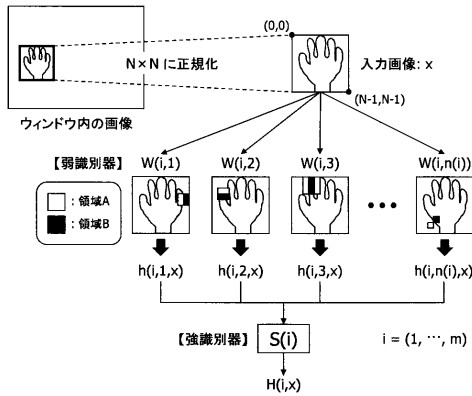 (0,0)
N×N に正規化
入力画像: x
(N-1,N-1)
ウィンドウ内の画像
【弱識別器】
W(i,1)
W(i,2)
W(i,3)
W(i,n(i))
: 領域A
: 領域B
•••
h(i,1,x)
h(i,2,x)
h(i,3,x)
h(i,n(i),x)
【強識別器】
S(i)
i = (1, ⋯, m)
H(i,x)